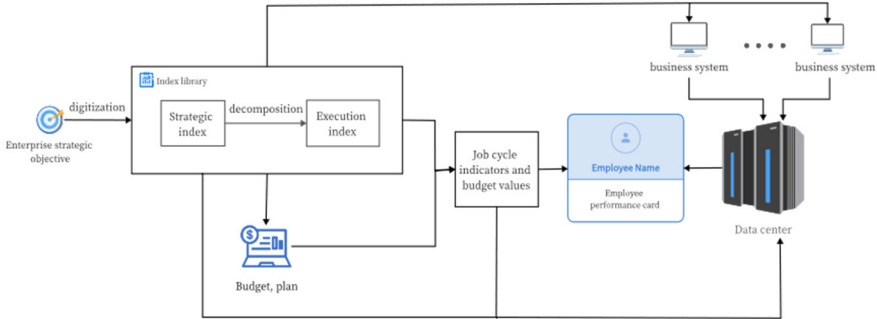 Index library
digitization
Strategic
index
decomposition
Execution
index
Enterprise strategic
objective
$
Budget, plan
Job cycle
indicators and
budget values
Employee Name
Employee
performance card
business system
business system
Data center